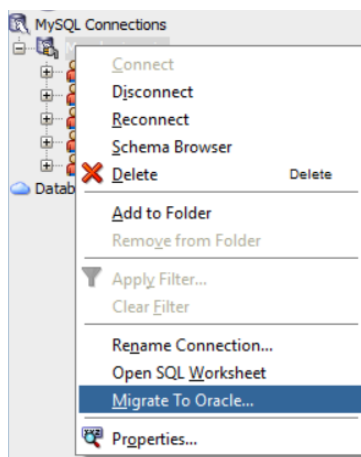 MySQL Connections
Connect
Disconnect
Reconnect
Schema Browser
Delete Delete
Datab
Add to Folder
Remove from Folder
Apply Filter...
Clear Filter
Rename Connection...
Open SQL Worksheet
Migrate To Oracle...
Properties...